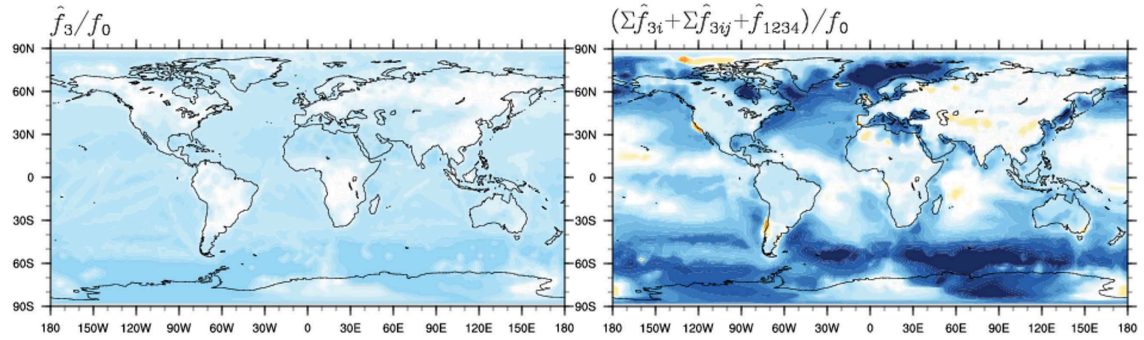 f̂₃/f₀
(Σf̂₃ᵢ+Σf̂₃ᵢⱼ+f̂₁₂₃₄)/f₀
90N 90N
60N 60N
30N 30N
0 0
30S 30S
60S 60S
90S 90S
180 150W 120W 90W 60W 30W 0 30E 60E 90E 120E 150E 180 180 150W 120W 90W 60W 30W 0 30E 60E 90E 120E 150E 180